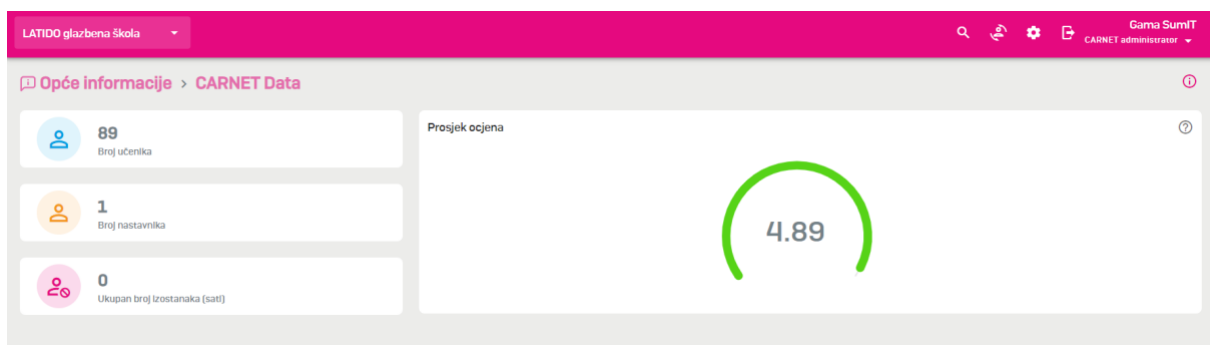 LATIDO glazbena škola
Gama SumIT
CARNET administrator
Opće informacije > CARNET Data
89
Broj učenika
1
Broj nastavnika
0
Ukupan broj Izostanaka (sati)
Prosjek ocjena
4.89